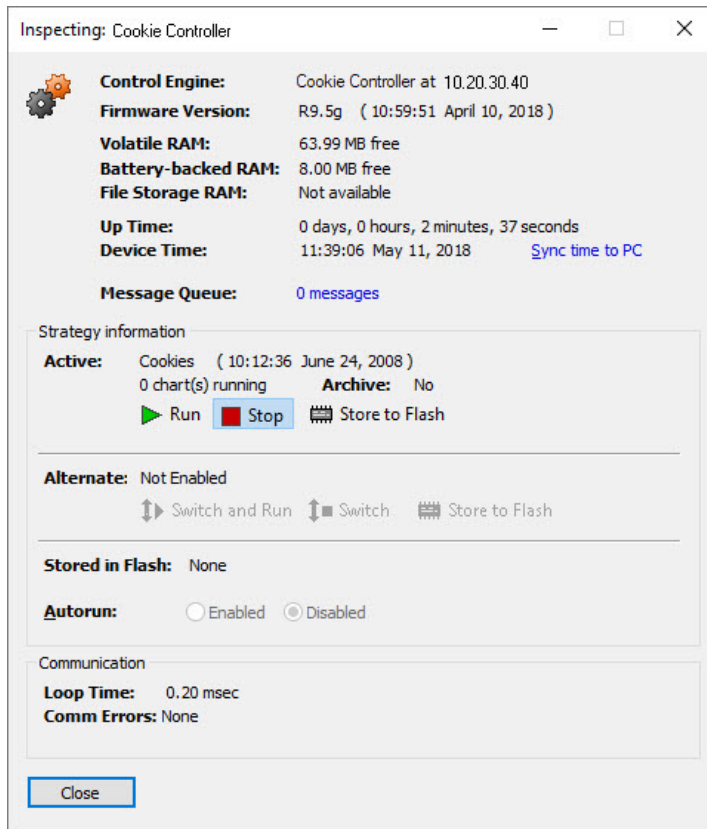 Inspecting: Cookie Controller
Control Engine: Cookie Controller at 10.20.30.40
Firmware Version: R9.5g ( 10:59:51 April 10, 2018 )
Volatile RAM: 63.99 MB free
Battery-backed RAM: 8.00 MB free
File Storage RAM: Not available
Up Time: 0 days, 0 hours, 2 minutes, 37 seconds
Device Time: 11:39:06 May 11, 2018 Sync time to PC
Message Queue: 0 messages
Strategy information
Active: Cookies ( 10:12:36 June 24, 2008 )
0 chart(s) running Archive: No
Run Stop Store to Flash
Alternate: Not Enabled
Switch and Run Switch Store to Flash
Stored in Flash: None
Autorun: Enabled Disabled
Communication
Loop Time: 0.20 msec
Comm Errors: None
Close